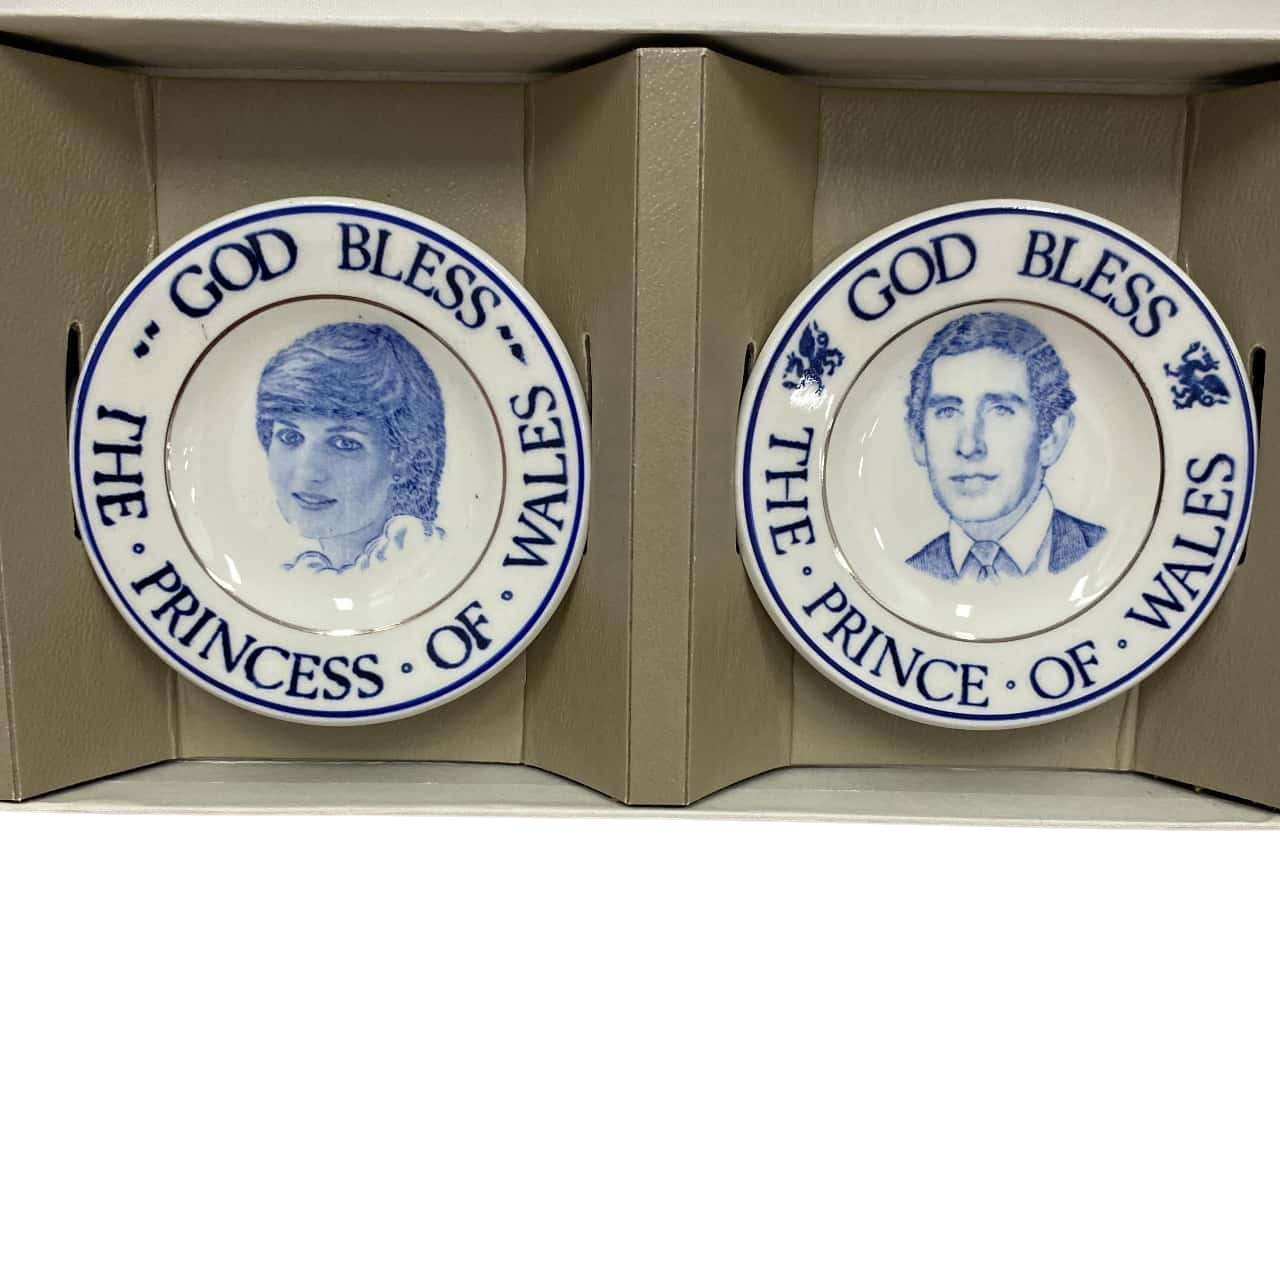 GOD BLESS
THE · PRINCESS · OF · WALES
GOD BLESS
THE · PRINCE · OF · WALES